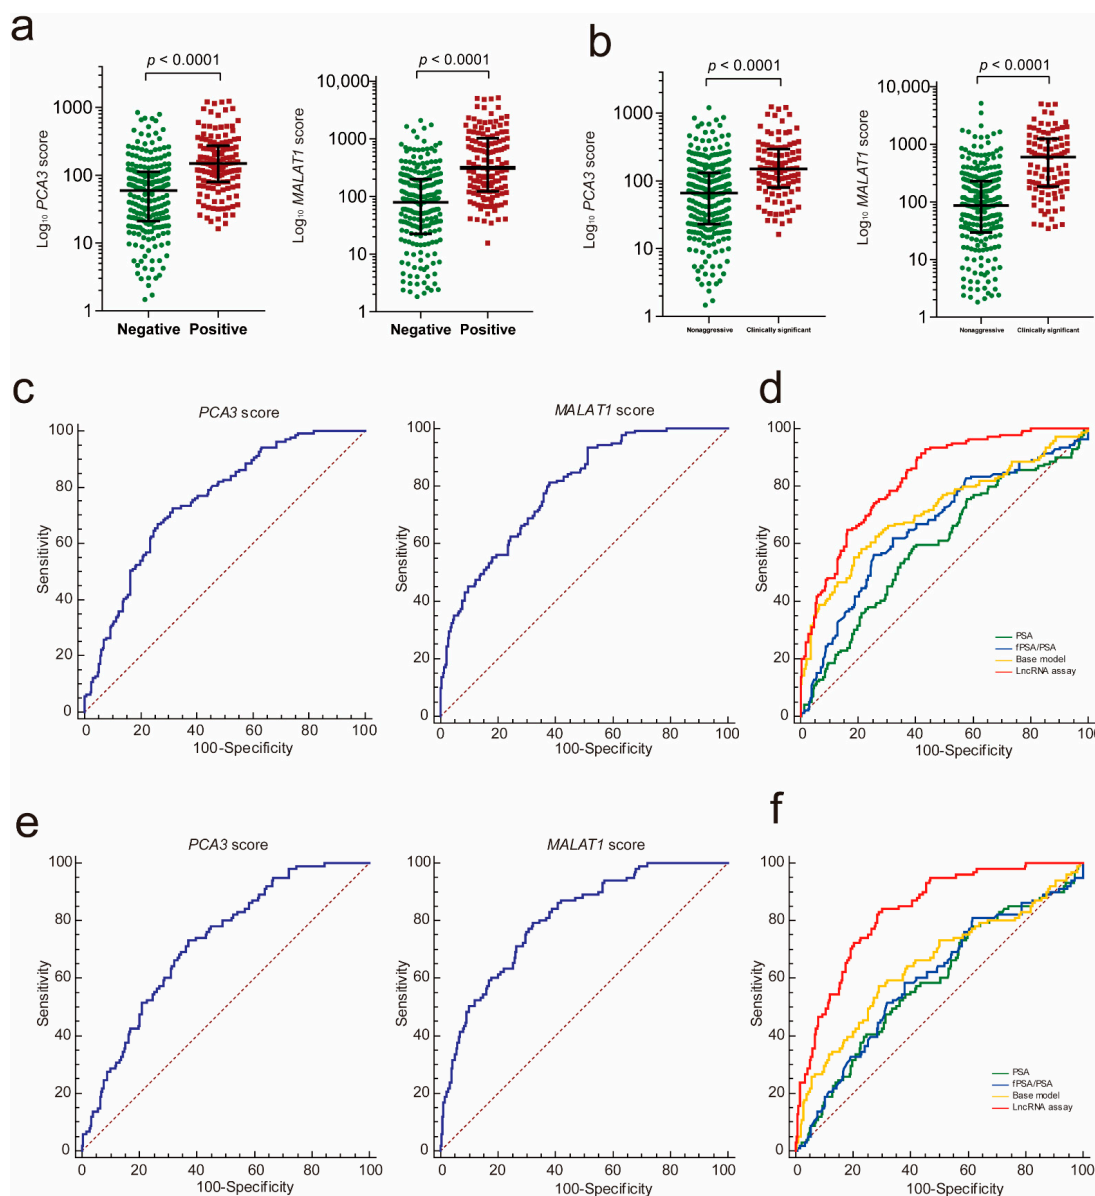 a
b
p < 0.0001
p < 0.0001
p < 0.0001
p < 0.0001
Log₁₀ PCA3 score
1000
100
10
1
Negative Positive
Log₁₀ MALAT1 score
10,000
1000
100
10
1
Negative Positive
Log₁₀ PCA3 score
1000
100
10
1
Nonaggressive Clinically significant
Log₁₀ MALAT1 score
10,000
1000
100
10
1
Nonaggressive Clinically significant
c
PCA3 score
Sensitivity
100
80
60
40
20
0
0 20 40 60 80 100
100-Specificity
MALAT1 score
Sensitivity
100
80
60
40
20
0
0 20 40 60 80 100
100-Specificity
d
Sensitivity
100
80
60
40
20
0
PSA
fPSA/PSA
Base model
LncRNA assay
0 20 40 60 80 100
100-Specificity
e
PCA3 score
Sensitivity
100
80
60
40
20
0
0 20 40 60 80 100
100-Specificity
MALAT1 score
Sensitivity
100
80
60
40
20
0
0 20 40 60 80 100
100-Specificity
f
Sensitivity
100
80
60
40
20
0
PSA
fPSA/PSA
Base model
LncRNA assay
0 20 40 60 80 100
100-Specificity